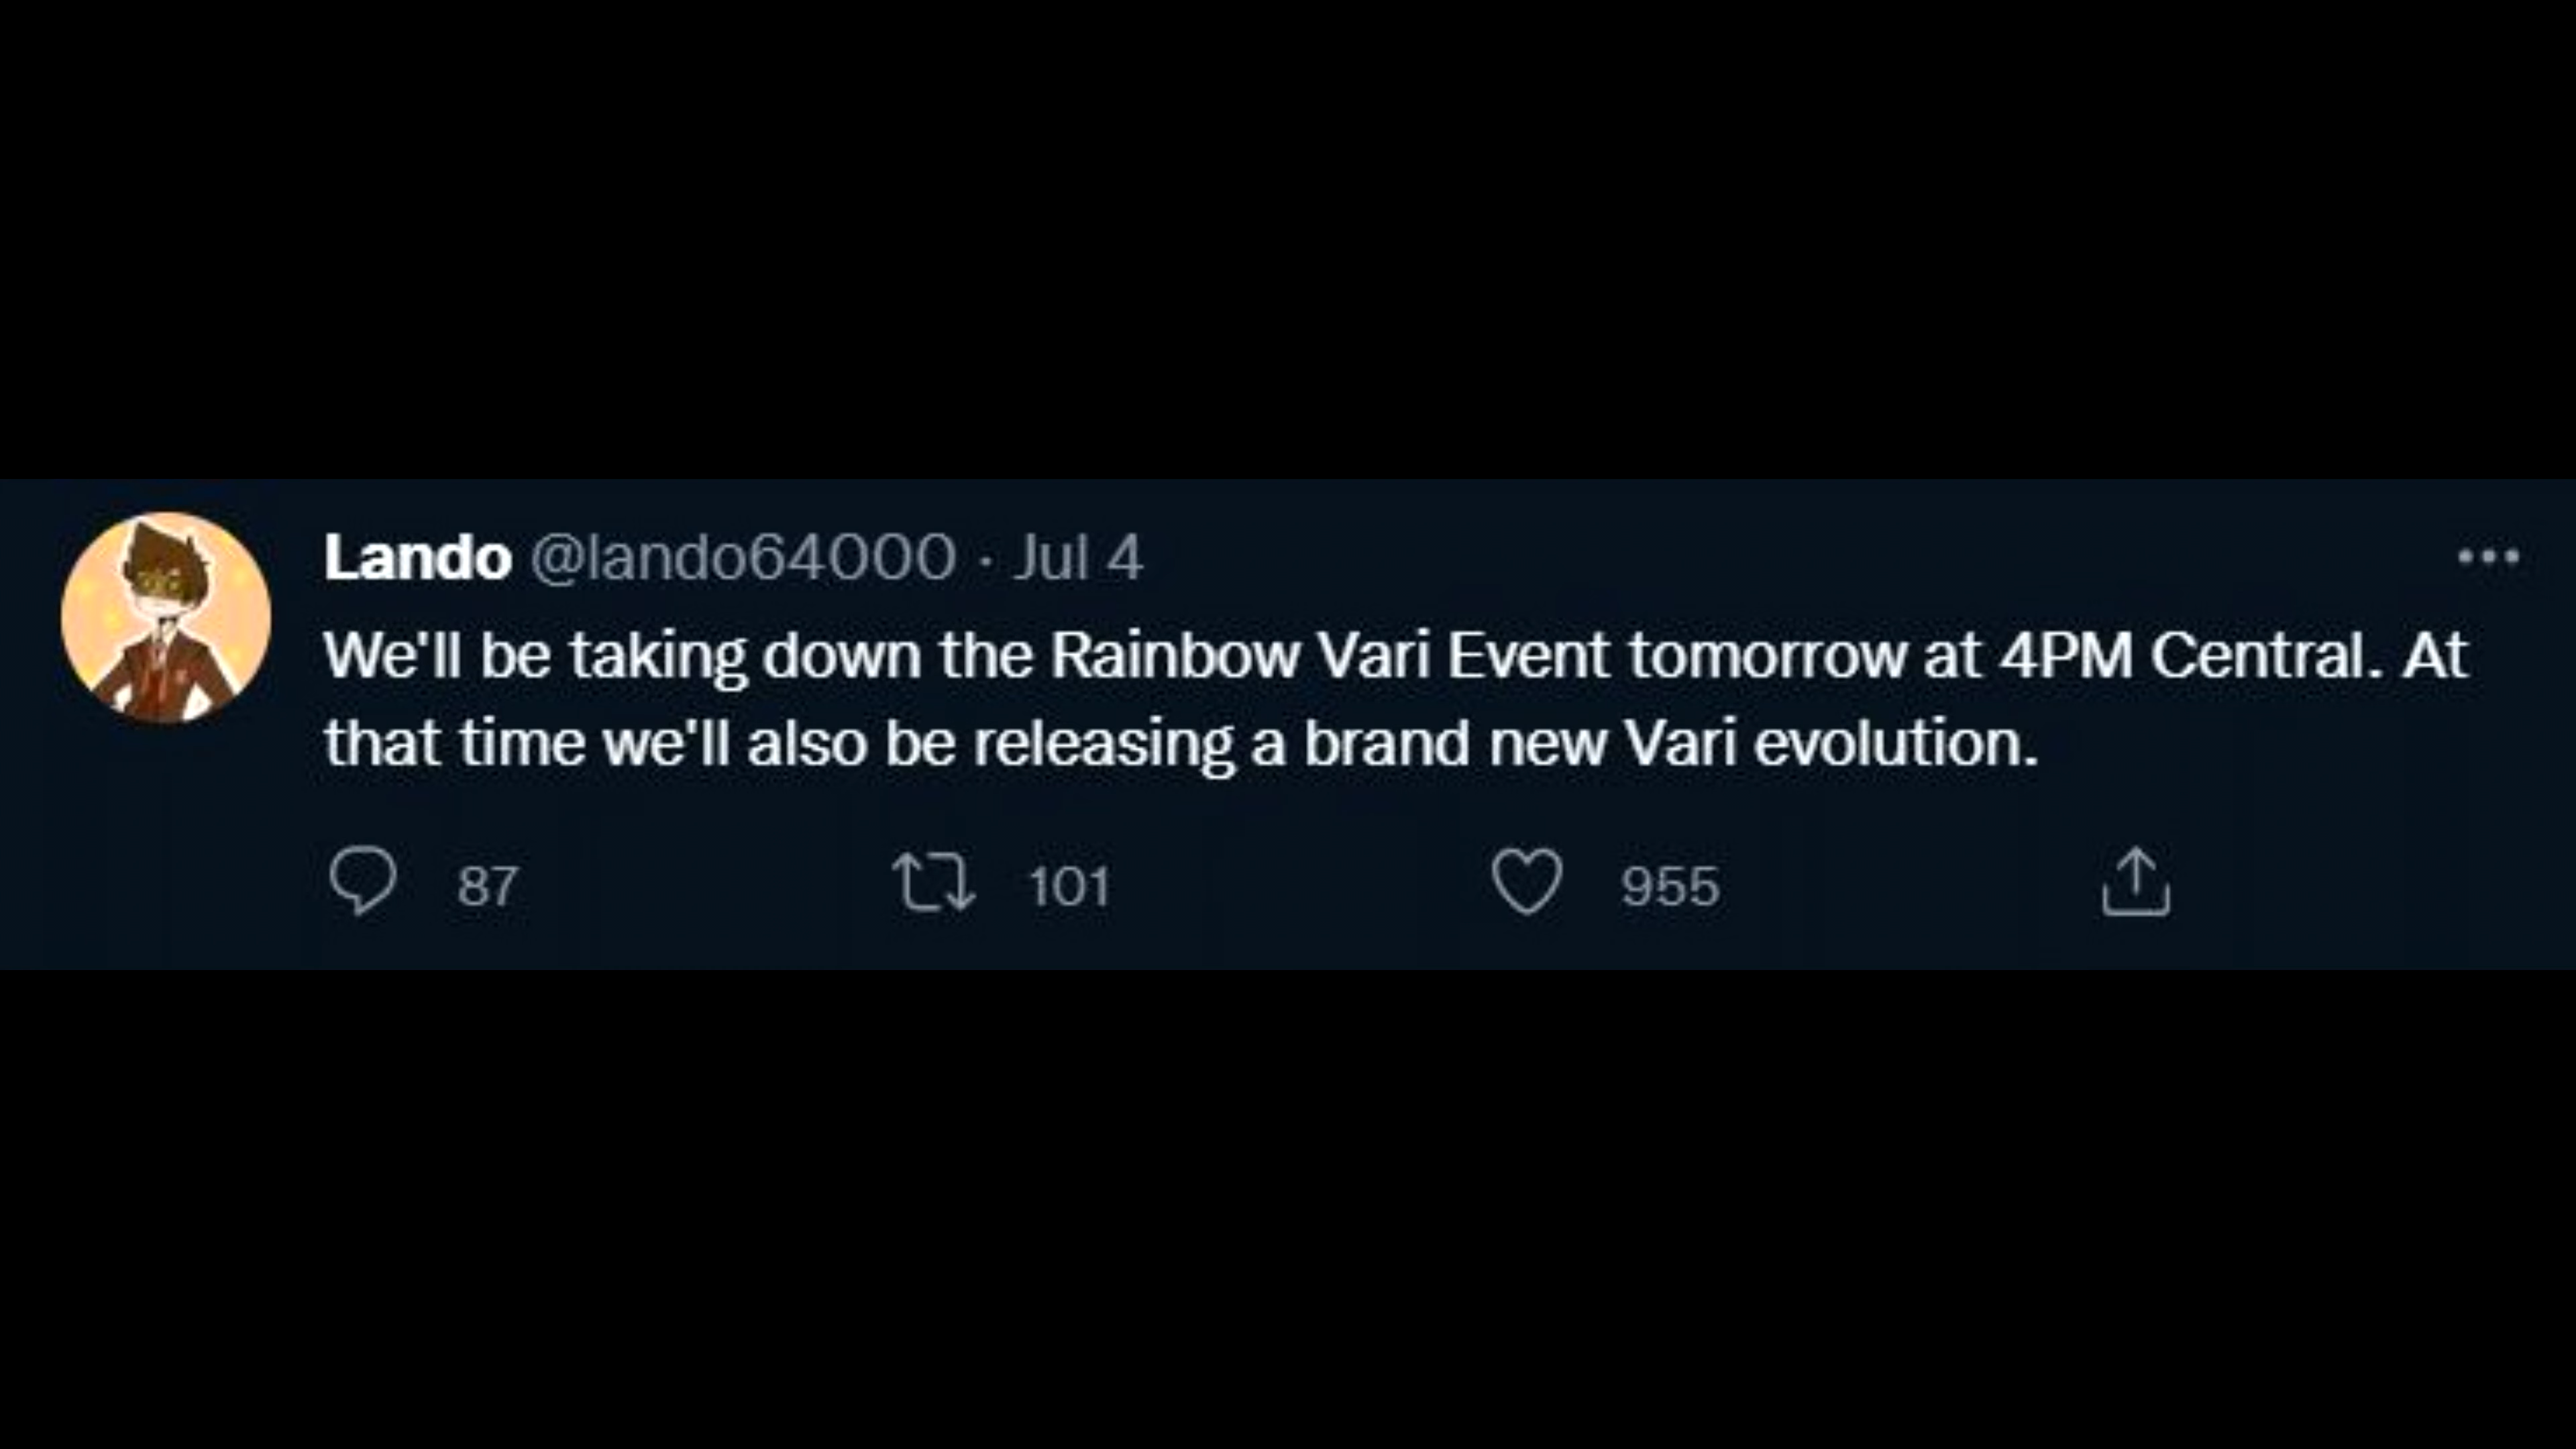 Lando @lando64000 · Jul 4
We'll be taking down the Rainbow Vari Event tomorrow at 4PM Central. At
that time we'll also be releasing a brand new Vari evolution.
87 101 955